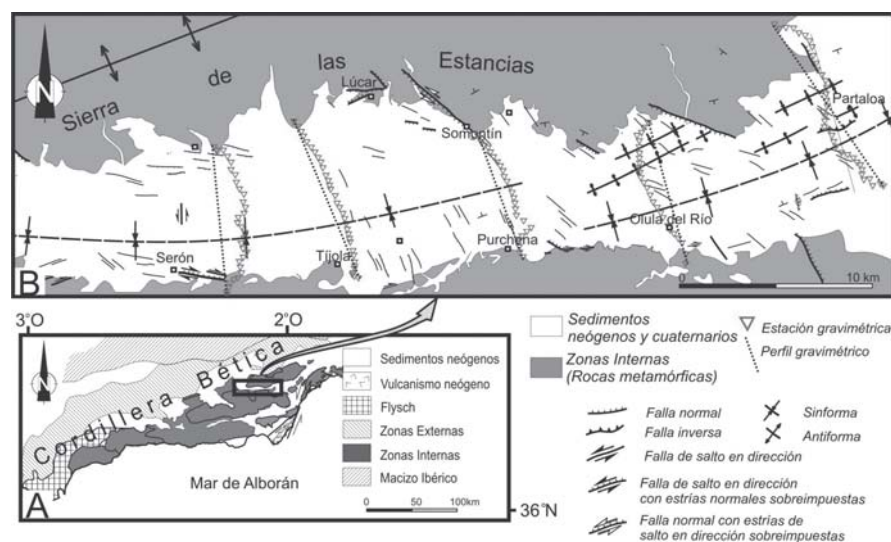 Sierra de las Estancias
Lúcar
Somontín
Partaloa
Olula del Río
Purchena
Serón
Tíjola
N
B
0 10 km
3° 2°
N
Cordillera Bética
Sedimentos neógenos
Vulcanismo neógeno
Flysch
Zonas Externas
Zonas Internas
Macizo Ibérico
Mar de Alborán
0 50 100km
A
36°N
Sedimentos
neógenos y cuaternarios
Zonas Internas
(Rocas metamórficas)
Estación gravimétrica
Perfil gravimétrico
Falla normal
Falla inversa
Falla de salto en dirección
Falla de salto en dirección
con estrías normales sobreimpuestas
Falla normal con estrías de
salto en dirección sobreimpuestas
Sinforma
Antiforma